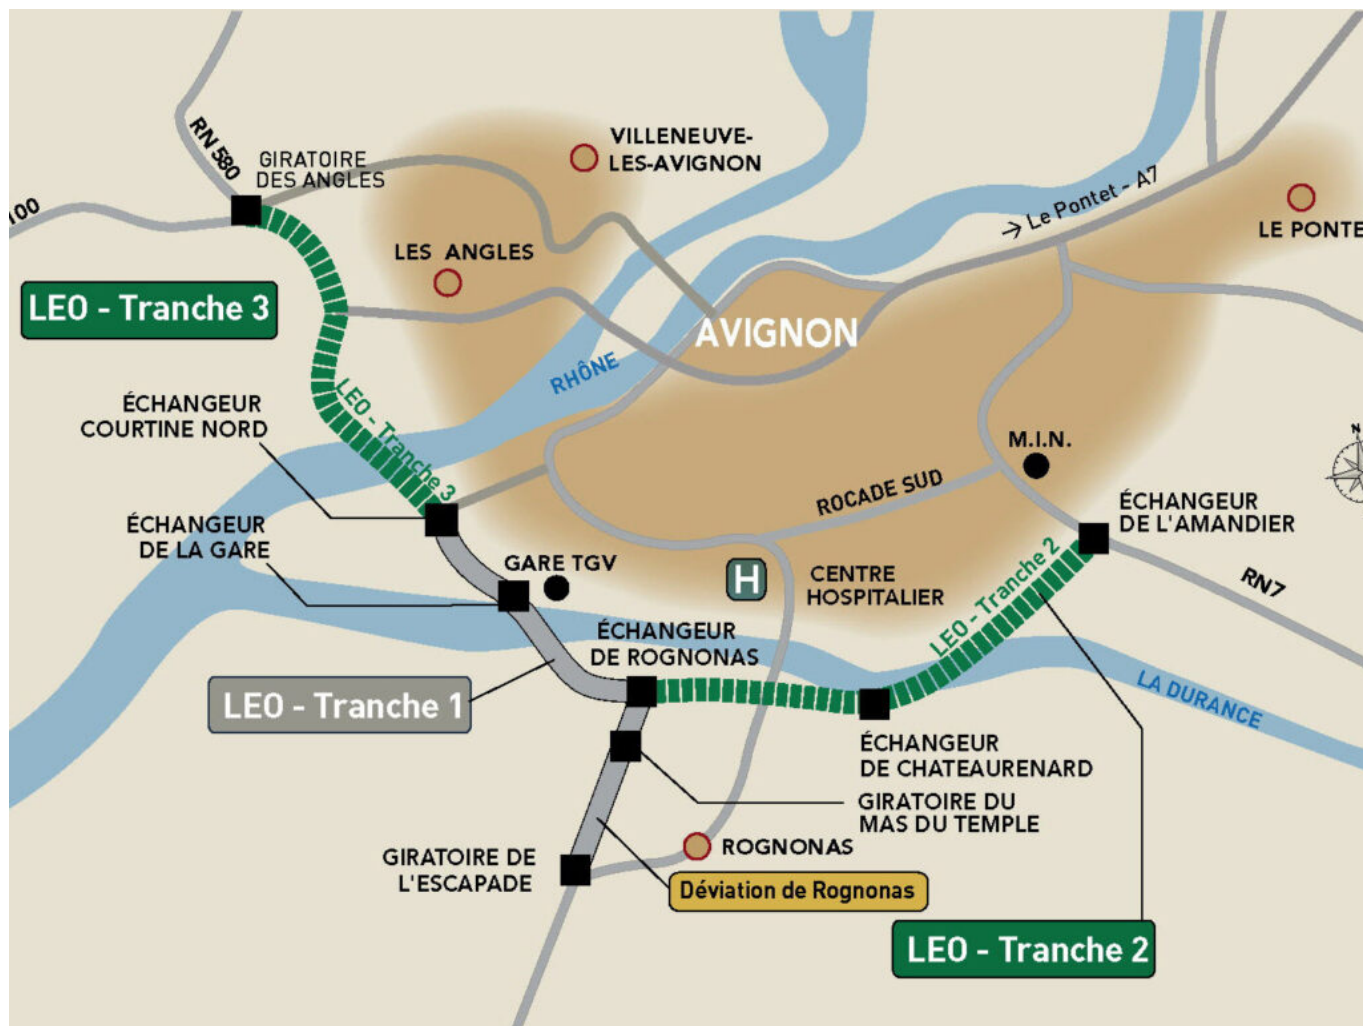 RN 580
GIRATOIRE
DES ANGLES
100
VILLENEUVE-
LES-AVIGNON
→ Le Pontet - A7
LE PONTE
LES ANGLES
LEO - Tranche 3
AVIGNON
RHÔNE
LEO - Tranche 3
ÉCHANGEUR
COURTINE NORD
N
M.I.N.
ROCADE SUD
ÉCHANGEUR
DE L'AMANDIER
ÉCHANGEUR
DE LA GARE
GARE TGV
H
CENTRE
HOSPITALIER
LEO - Tranche 2
RN7
ÉCHANGEUR
DE ROGNONAS
LA DURANCE
LEO - Tranche 1
ÉCHANGEUR
DE CHATEAURENARD
GIRATOIRE DU
MAS DU TEMPLE
ROGNONAS
GIRATOIRE DE
L'ESCAPADE
Déviation de Rognonas
LEO - Tranche 2